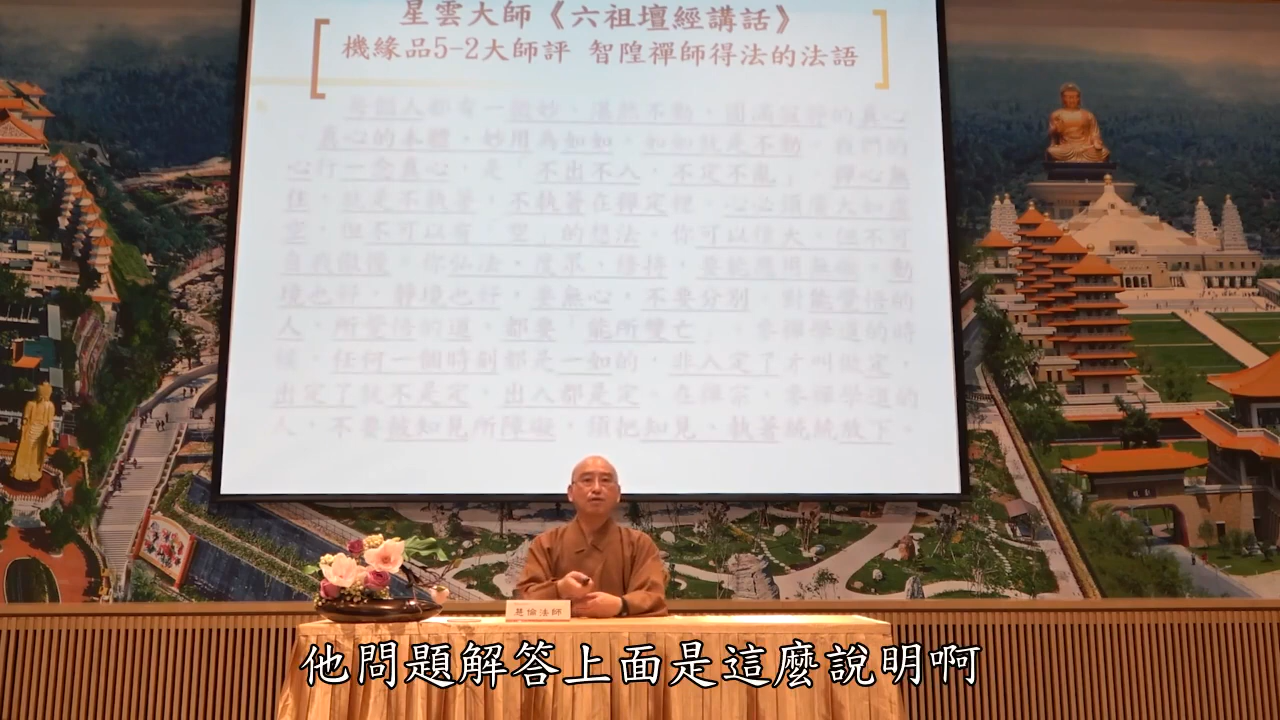 星雲大師《六祖壇經講話》
機緣品5-2大師評 智隍禪師得法的法語
每個人都有一微妙、湛然不動，圓滿寂靜的真心
，真心的本體，妙用為如如，如如就是不動。我們的
心行一念真心，是「不出不入，不定不亂」。禪心無
住，就是不執著，不執著在禪定裡。心必須廣大如虛
空，但不可以有「空」的想法，你可以偉大，但不可
自我傲慢。你弘法、度眾、修持，要能應用無礙，動
境也好，靜境也好，要無心，不要分別。對能覺悟的
人，所覺悟的道，都要「能所雙亡」。參禪學道的時
候，任何一個時刻都是一如的，非入定了才叫做定，
出定了就不是定，出入都是定。在禪宗，參禪學道的
人，不要被知見所障礙，須把知見、執著統統放下。
慧倫法師
他問題解答上面是這麼說明啊